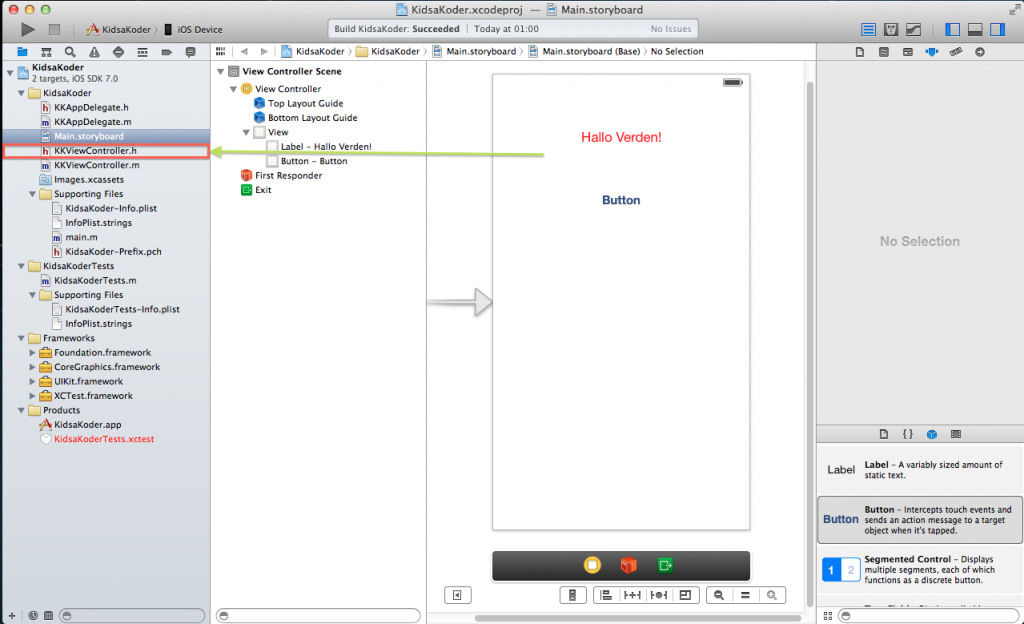 KidsaKoder.xcodeproj — Main.storyboard
KidsaKoder iOS Device
Build KidsaKoder: Succeeded | Today at 01:00 No Issues
KidsaKoder KidsaKoder Main.storyboard Main.storyboard (Base) No Selection
KidsaKoder
2 targets, iOS SDK 7.0
KidsaKoder
KKAppDelegate.h
KKAppDelegate.m
Main.storyboard
KKViewController.h
KKViewController.m
Images.xcassets
Supporting Files
KidsaKoder-Info.plist
InfoPlist.strings
main.m
KidsaKoder-Prefix.pch
KidsaKoderTests
KidsaKoderTests.m
Supporting Files
KidsaKoderTests-Info.plist
InfoPlist.strings
Frameworks
Foundation.framework
CoreGraphics.framework
UIKit.framework
XCTest.framework
Products
KidsaKoder.app
KidsaKoderTests.xctest
View Controller Scene
View Controller
Top Layout Guide
Bottom Layout Guide
View
Label – Hallo Verden!
Button – Button
First Responder
Exit
Hallo Verden!
Button
No Selection
Label
Label – A variably sized amount of
static text.
Button
Button – Intercepts touch events and
sends an action message to a target
object when it's tapped.
1 2
Segmented Control – Displays
multiple segments, each of which
functions as a discrete button.